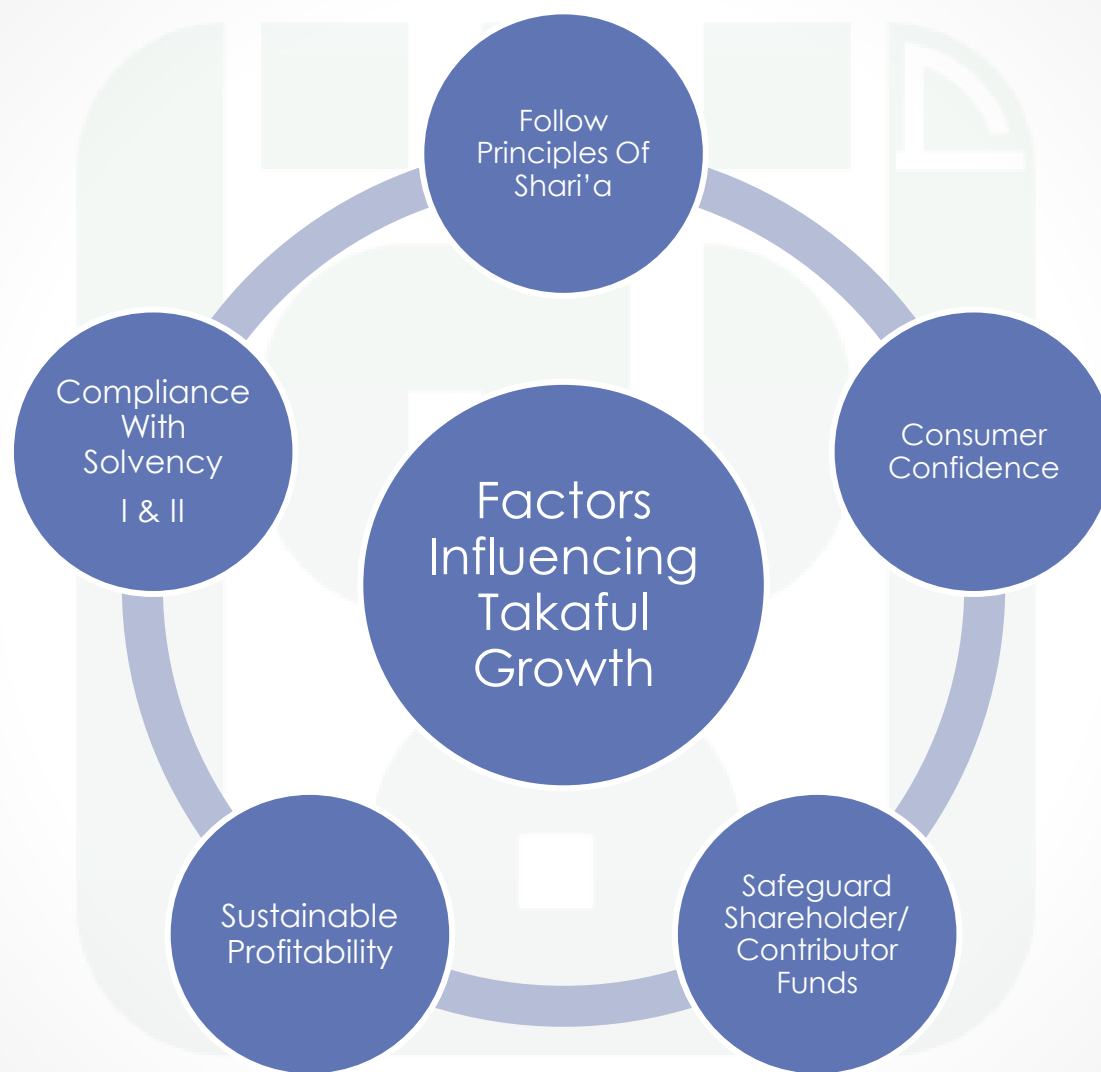 Follow
Principles Of
Shari’a
Consumer
Confidence
Safeguard
Shareholder/
Contributor
Funds
Sustainable
Profitability
Compliance
With
Solvency
I & II
Factors
Influencing
Takaful
Growth